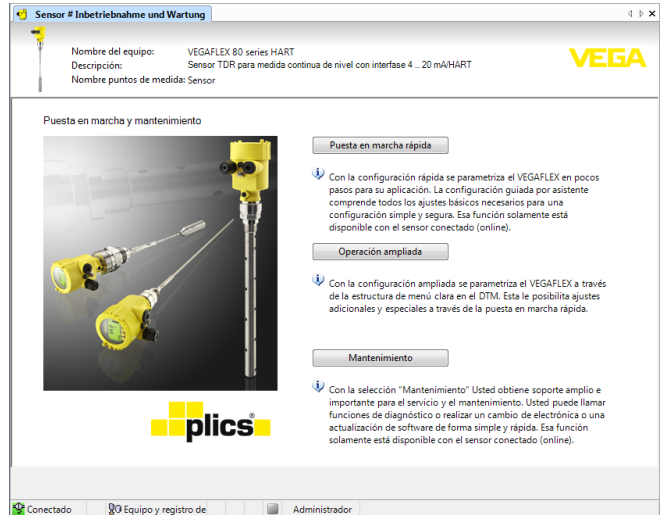 Sensor # Inbetriebnahme und Wartung
Nombre del equipo: VEGAFLEX 80 series HART
Descripción: Sensor TDR para medida continua de nivel con interfase 4 .. 20 mA/HART
Nombre puntos de medida: Sensor
VEGA
Puesta en marcha y mantenimiento
Puesta en marcha rápida
Con la configuración rápida se parametriza el VEGAFLEX en pocos
pasos para su aplicación. La configuración guiada por asistente
comprende todos los ajustes básicos necesarios para una
configuración simple y segura. Esa función solamente está
disponible con el sensor conectado (online).
Operación ampliada
Con la configuración ampliada se parametriza el VEGAFLEX a través
de la estructura de menú clara en el DTM. Esta le posibilita ajustes
adicionales y especiales a través de la puesta en marcha rápida.
Mantenimiento
Con la selección "Mantenimiento" Usted obtiene soporte amplio e
importante para el servicio y el mantenimiento. Usted puede llamar
funciones de diagnóstico o realizar un cambio de electrónica o una
actualización de software de forma simple y rápida. Esa función
solamente está disponible con el sensor conectado (online).
plics®
Conectado Equipo y registro de Administrador